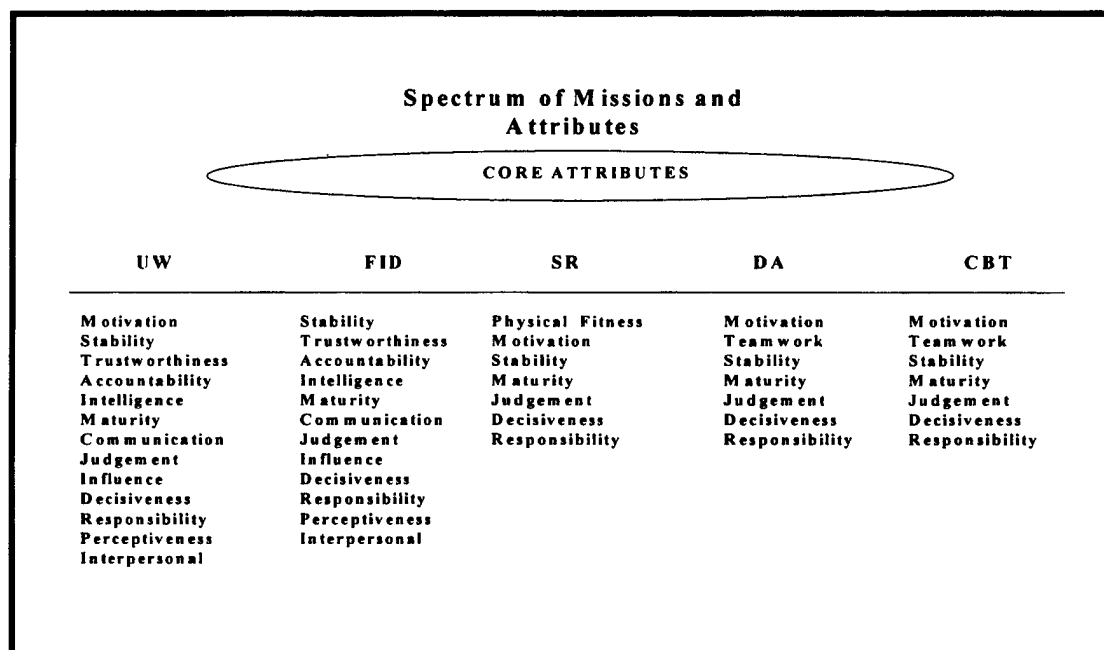 Spectrum of Missions and
Attributes
CORE ATTRIBUTES
UW FID SR DA CBT
Motivation Stability Physical Fitness Motivation Motivation
Stability Trustworthiness Motivation Teamwork Teamwork
Trustworthiness Accountability Stability Stability Stability
Accountability Intelligence Maturity Maturity Maturity
Intelligence Maturity Judgement Judgement Judgement
Maturity Communication Decisiveness Decisiveness Decisiveness
Communication Judgement Responsibility Responsibility Responsibility
Judgement Influence
Influence Decisiveness
Decisiveness Responsibility
Responsibility Perceptiveness
Perceptiveness Interpersonal
Interpersonal